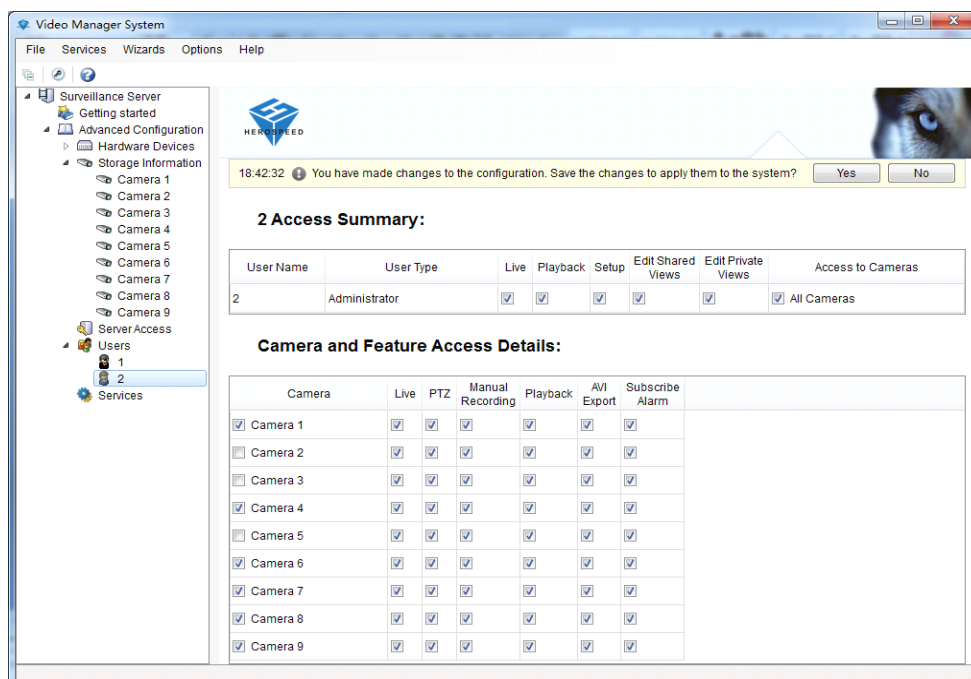 Video Manager System
File Services Wizards Options Help
Surveillance Server
Getting started
Advanced Configuration
Hardware Devices
Storage Information
Camera 1
Camera 2
Camera 3
Camera 4
Camera 5
Camera 6
Camera 7
Camera 8
Camera 9
Server Access
Users
1
2
Services
HEROSPEED
18:42:32 You have made changes to the configuration. Save the changes to apply them to the system? Yes No
2 Access Summary:
User Name User Type Live Playback Setup Edit Shared Views Edit Private Views Access to Cameras
2 Administrator All Cameras
Camera and Feature Access Details:
Camera Live PTZ Manual Recording Playback AVI Export Subscribe Alarm
Camera 1
Camera 2
Camera 3
Camera 4
Camera 5
Camera 6
Camera 7
Camera 8
Camera 9